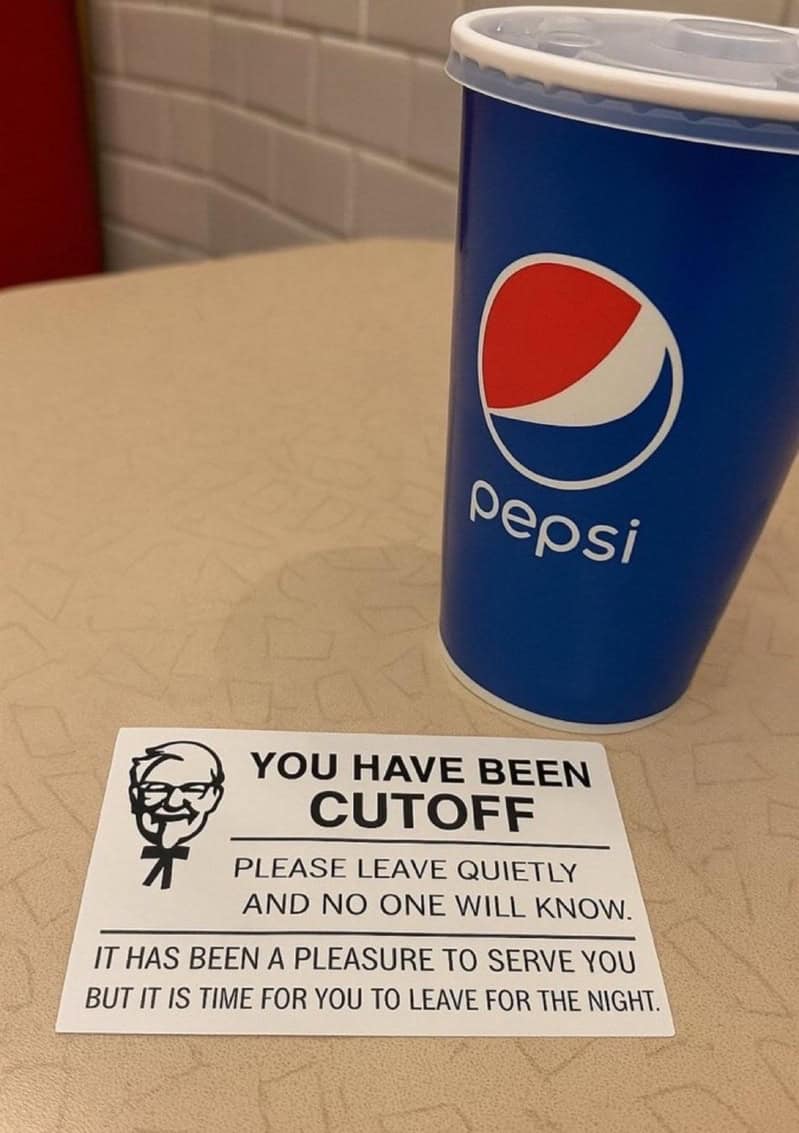 pepsi
YOU HAVE BEEN
CUTOFF
PLEASE LEAVE QUIETLY
AND NO ONE WILL KNOW.
IT HAS BEEN A PLEASURE TO SERVE YOU
BUT IT IS TIME FOR YOU TO LEAVE FOR THE NIGHT.